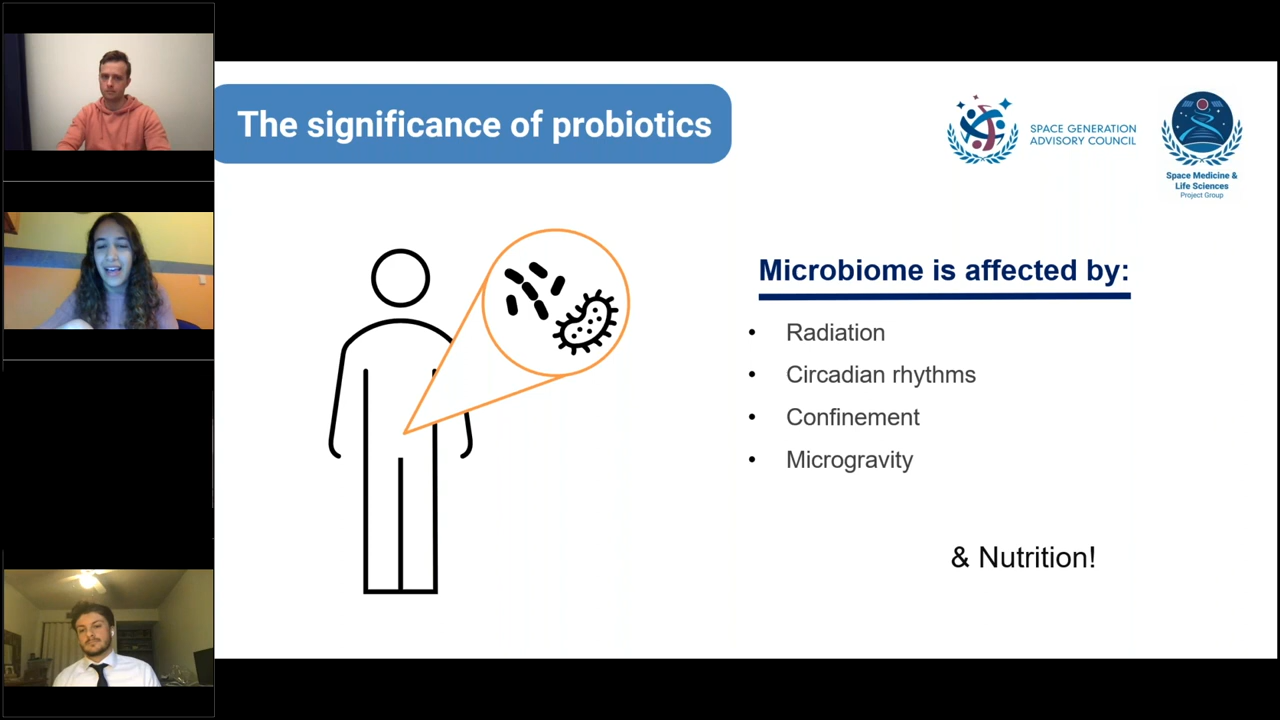 The significance of probiotics
SPACE GENERATION
ADVISORY COUNCIL
Space Medicine &
Life Sciences
Project Group
Microbiome is affected by:
• Radiation
• Circadian rhythms
• Confinement
• Microgravity
& Nutrition!